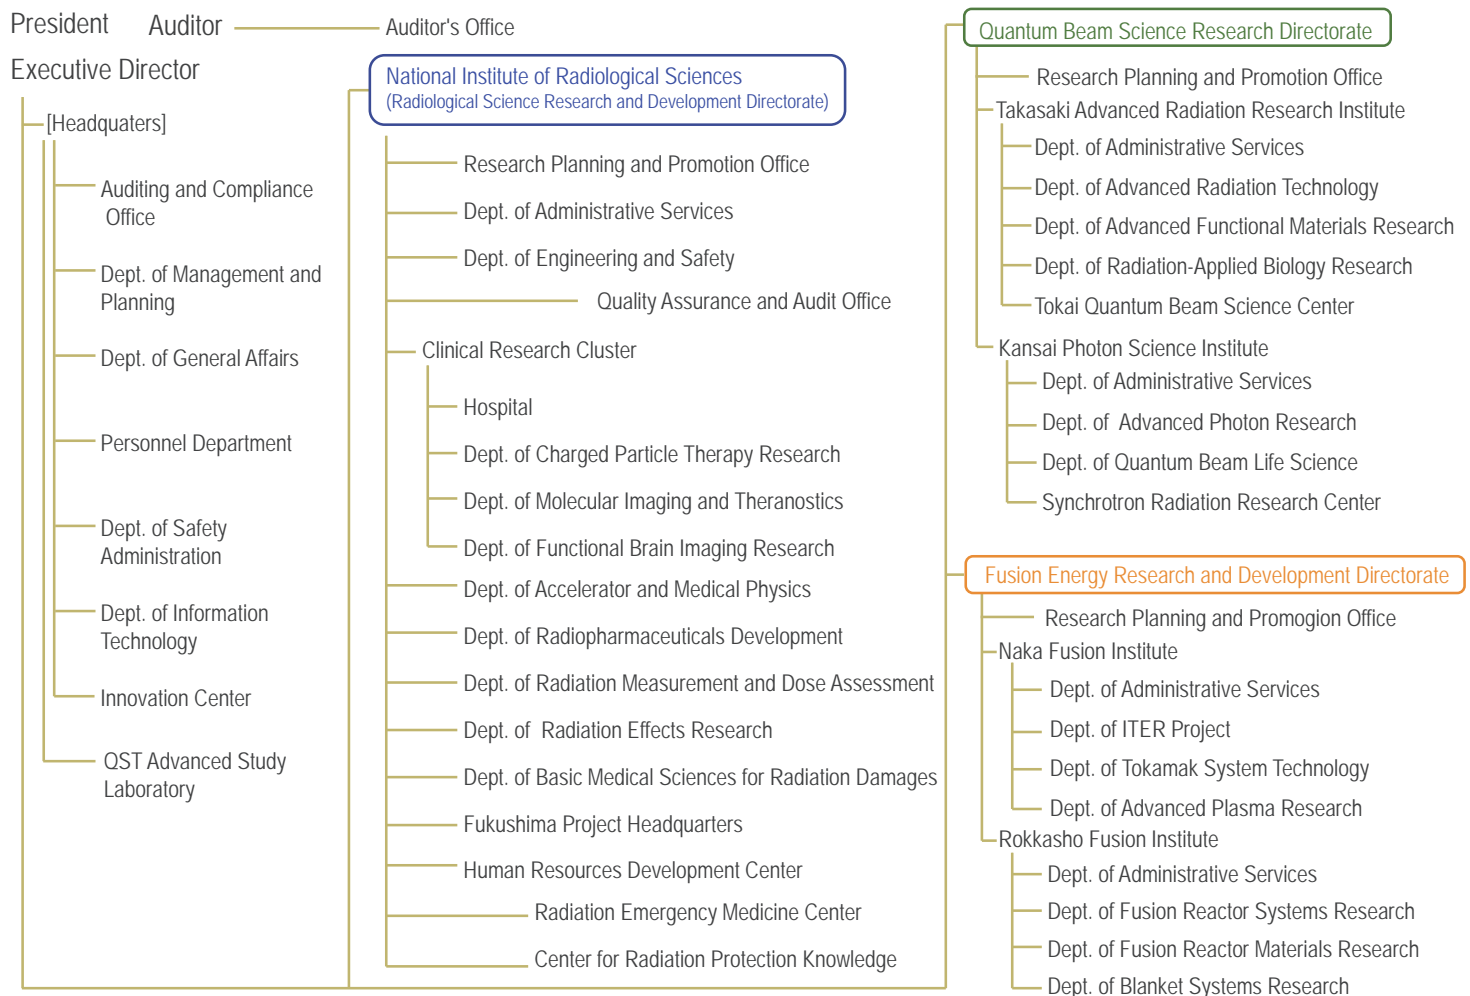 President
Auditor
Auditor's Office
Executive Director
[Headquaters]
Auditing and Compliance
Office
Dept. of Management and
Planning
Dept. of General Affairs
Personnel Department
Dept. of Safety
Administration
Dept. of Information
Technology
Innovation Center
QST Advanced Study
Laboratory
National Institute of Radiological Sciences
(Radiological Science Research and Development Directorate)
Research Planning and Promotion Office
Dept. of Administrative Services
Dept. of Engineering and Safety
Quality Assurance and Audit Office
Clinical Research Cluster
Hospital
Dept. of Charged Particle Therapy Research
Dept. of Molecular Imaging and Theranostics
Dept. of Functional Brain Imaging Research
Dept. of Accelerator and Medical Physics
Dept. of Radiopharmaceuticals Development
Dept. of Radiation Measurement and Dose Assessment
Dept. of Radiation Effects Research
Dept. of Basic Medical Sciences for Radiation Damages
Fukushima Project Headquarters
Human Resources Development Center
Radiation Emergency Medicine Center
Center for Radiation Protection Knowledge
Quantum Beam Science Research Directorate
Research Planning and Promotion Office
Takasaki Advanced Radiation Research Institute
Dept. of Administrative Services
Dept. of Advanced Radiation Technology
Dept. of Advanced Functional Materials Research
Dept. of Radiation-Applied Biology Research
Tokai Quantum Beam Science Center
Kansai Photon Science Institute
Dept. of Administrative Services
Dept. of Advanced Photon Research
Dept. of Quantum Beam Life Science
Synchrotron Radiation Research Center
Fusion Energy Research and Development Directorate
Research Planning and Promogion Office
Naka Fusion Institute
Dept. of Administrative Services
Dept. of ITER Project
Dept. of Tokamak System Technology
Dept. of Advanced Plasma Research
Rokkasho Fusion Institute
Dept. of Administrative Services
Dept. of Fusion Reactor Systems Research
Dept. of Fusion Reactor Materials Research
Dept. of Blanket Systems Research